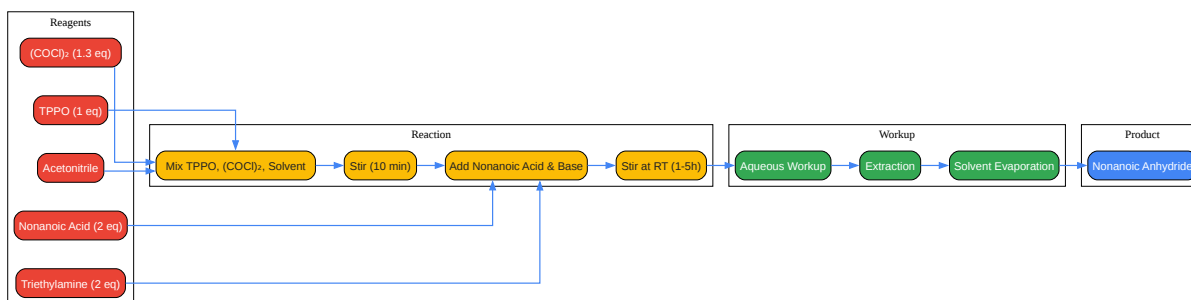 Reagents
(COCl)₂ (1.3 eq)
TPPO (1 eq)
Acetonitrile
Nonanoic Acid (2 eq)
Triethylamine (2 eq)
Reaction
Mix TPPO, (COCl)₂, Solvent
Stir (10 min)
Add Nonanoic Acid & Base
Stir at RT (1-5h)
Workup
Aqueous Workup
Extraction
Solvent Evaporation
Product
Nonanoic Anhydride